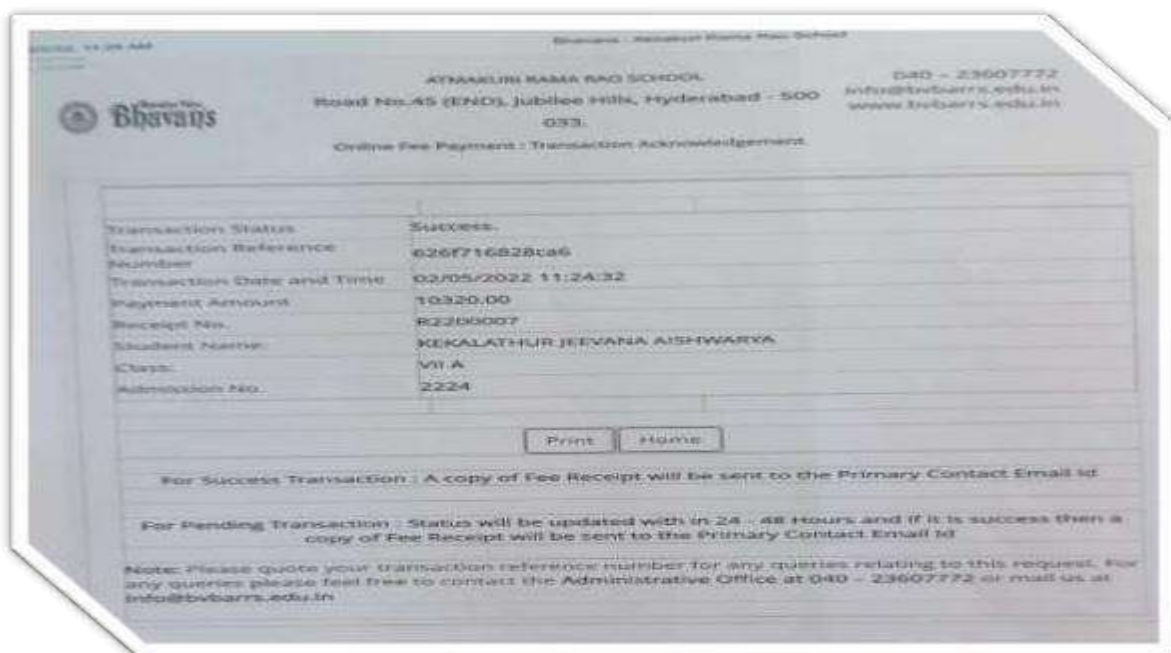 11:24 AM
Bhavans - Atmakuri Rama Rao School
Bhavans
ATMAKURI RAMA RAO SCHOOL
Road No.45 (END), Jubilee Hills, Hyderabad - 500
033.
040 - 23607772
info@bvbarrs.edu.in
www.bvbarrs.edu.in
Online Fee Payment : Transaction Acknowledgement
Transaction Status Success.
Transaction Reference
Number 626f716828ca6
Transaction Date and Time 02/05/2022 11:24:32
Payment Amount 10320.00
Receipt No. R2200007
Student Name: KEKALATHUR JEEVANA AISHWARYA
Class: VII A
Admission No. 2224
Print Home
For Success Transaction : A copy of Fee Receipt will be sent to the Primary Contact Email Id
For Pending Transaction : Status will be updated with in 24 - 48 Hours and if it is success then a
copy of Fee Receipt will be sent to the Primary Contact Email Id
Note: Please quote your transaction reference number for any queries relating to this request. For
any queries please feel free to contact the Administrative Office at 040 - 23607772 or mail us at
info@bvbarrs.edu.in